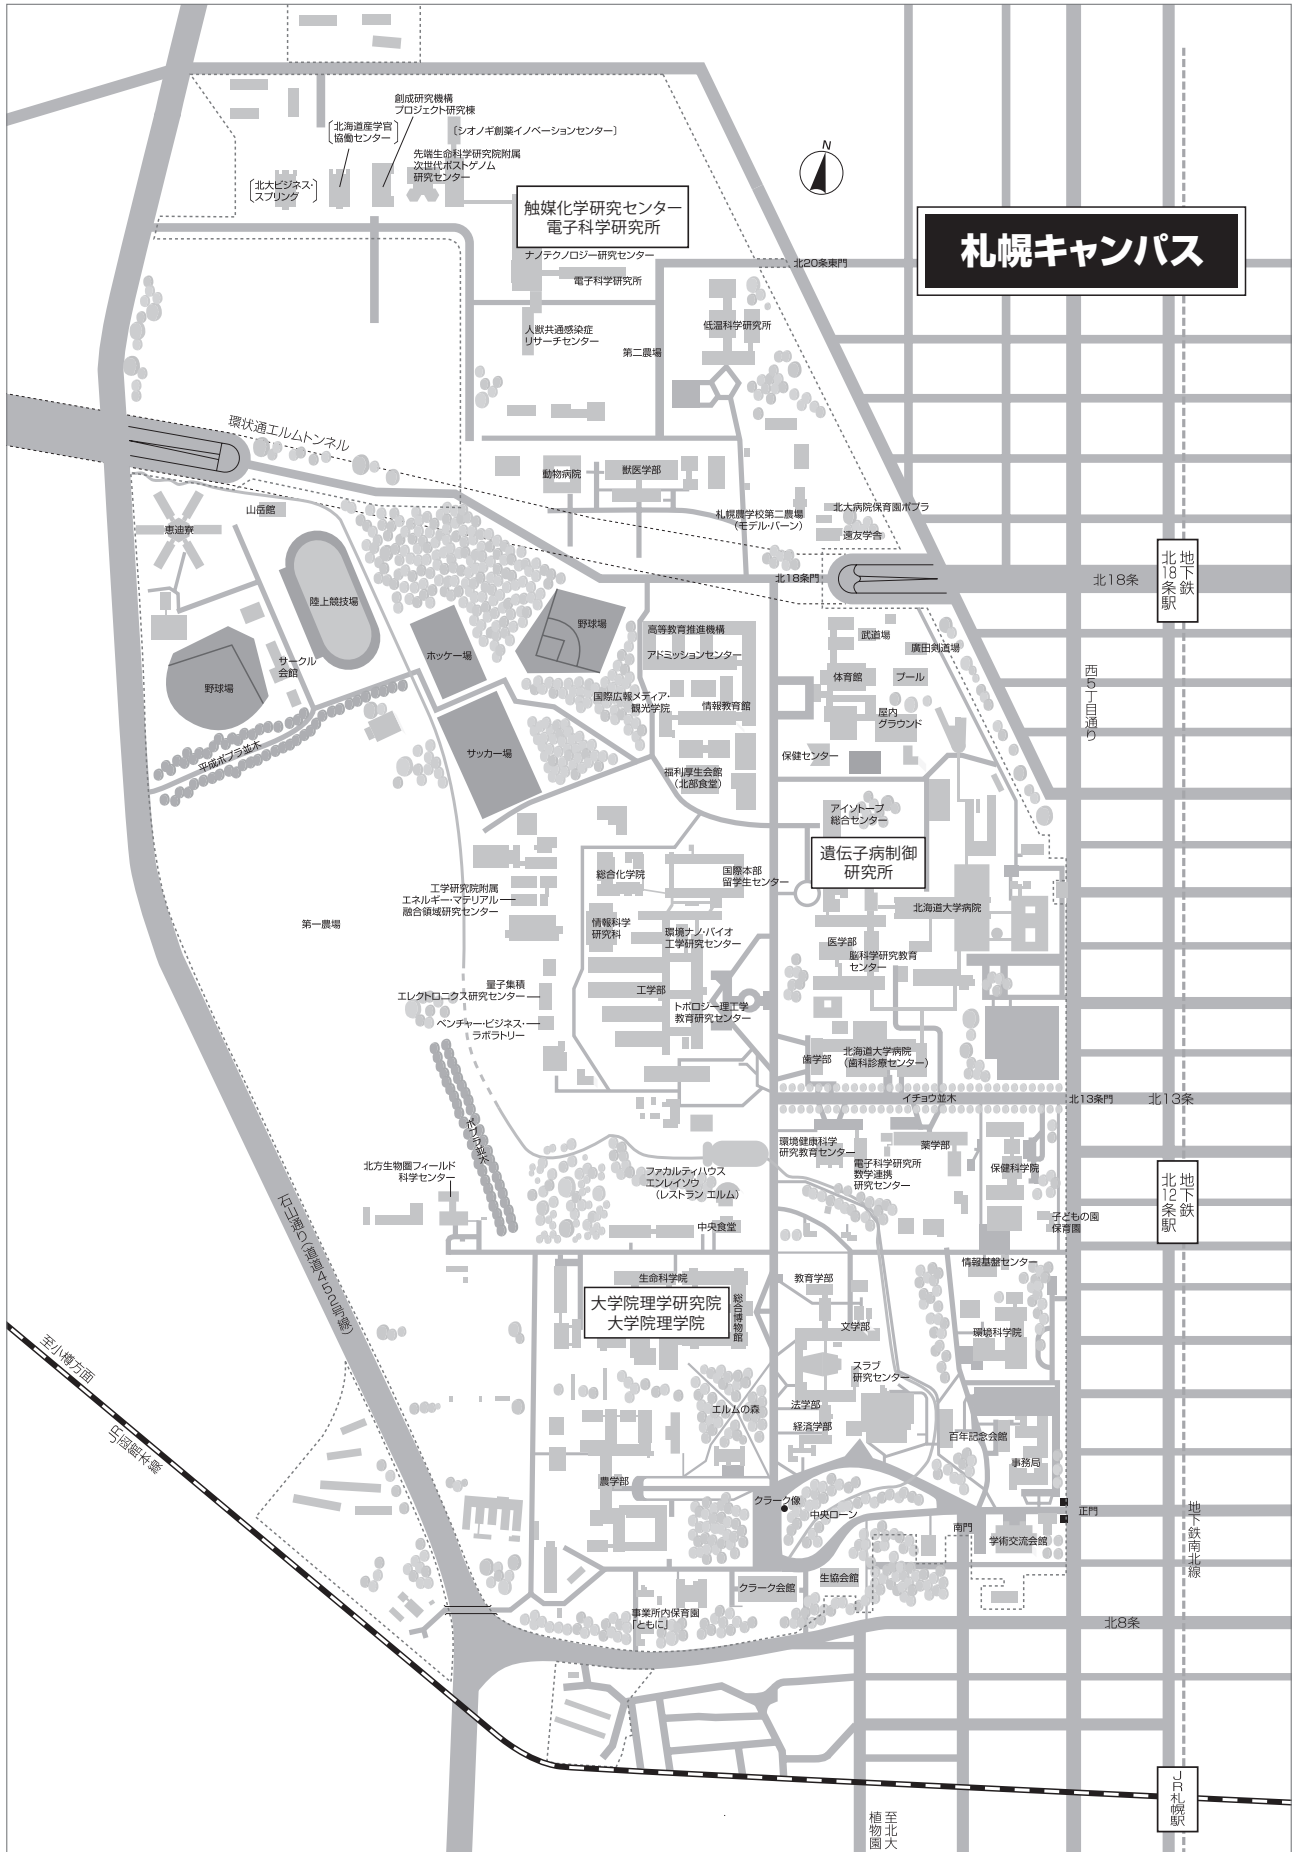 創成研究機構
プロジェクト研究棟
〔北海道産学官
協働センター〕
〔シオノギ創薬イノベーションセンター〕
先端生命科学研究院附属
次世代ポストゲノム
研究センター
〔北大ビジネス・
スプリング〕
N
札幌キャンパス
触媒化学研究センター
電子科学研究所
ナノテクノロジー研究センター
電子科学研究所
北20条東門
人獣共通感染症
リサーチセンター
第二農場
低温科学研究所
環状通エルムトンネル
動物病院
獣医学部
札幌農学校第二農場
(モデル・バーン)
北大病院保育園ポプラ
遠友学舎
山岳館
恵迪寮
陸上競技場
北18条門
北18条
地下鉄
北18条駅
野球場
ホッケー場
サークル
会館
野球場
高等教育推進機構
アドミッションセンター
武道場
廣田剣道場
体育館
プール
国際広報メディア・
観光学院
情報教育館
屋内
グラウンド
西5丁目通り
サッカー場
平成ポプラ並木
保健センター
福利厚生会館
(北部食堂)
アイソトープ
総合センター
遺伝子病制御
研究所
総合化学院
国際本部
留学生センター
工学研究院附属
エネルギー・マテリアル
融合領域研究センター
第一農場
情報科学
研究科
環境ナノ・バイオ
工学研究センター
北海道大学病院
医学部
脳科学研究教育
センター
量子集積
エレクトロニクス研究センター
工学部
トポロジー理工学
教育研究センター
ベンチャー・ビジネス・
ラボラトリー
歯学部
北海道大学病院
(歯科診療センター)
イチョウ並木
北13条門
北13条
ポプラ並木
環境健康科学
研究教育センター
薬学部
電子科学研究所
数学連携
研究センター
保健科学院
地下鉄
北12条駅
北方生物圏フィールド
科学センター
ファカルティハウス
エンレイソウ
(レストラン エルム)
中央食堂
子どもの園
保育園
石山通り(道道452号線)
情報基盤センター
生命科学院
大学院理学研究院
大学院理学院
総合博物館
教育学部
文学部
環境科学院
スラブ
研究センター
至小樽方面
JR函館本線
エルムの森
法学部
経済学部
百年記念会館
事務局
農学部
クラーク像
中央ローン
正門
南門
学術交流会館
地下鉄南北線
クラーク会館
生協会館
事業所内保育園
「ともに」
北8条
至北大
植物園
JR札幌駅